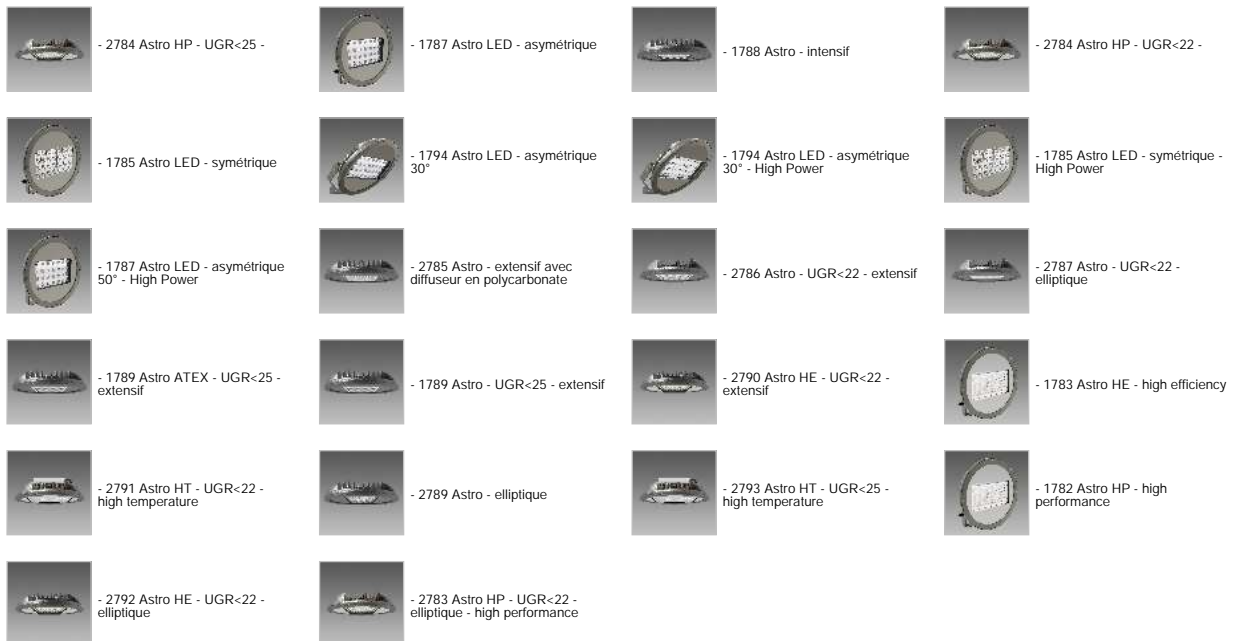 - 2784 Astro HP - UGR<25 -
- 1787 Astro LED - asymétrique
- 1788 Astro - intensif
- 2784 Astro HP - UGR<22 -
- 1785 Astro LED - symétrique
- 1794 Astro LED - asymétrique
30°
- 1794 Astro LED - asymétrique
30° - High Power
- 1785 Astro LED - symétrique -
High Power
- 1787 Astro LED - asymétrique
50° - High Power
- 2785 Astro - extensif avec
diffuseur en polycarbonate
- 2786 Astro - UGR<22 - extensif
- 2787 Astro - UGR<22 -
elliptique
- 1789 Astro ATEX - UGR<25 -
extensif
- 1789 Astro - UGR<25 - extensif
- 2790 Astro HE - UGR<22 -
extensif
- 1783 Astro HE - high efficiency
- 2791 Astro HT - UGR<22 -
high temperature
- 2789 Astro - elliptique
- 2793 Astro HT - UGR<25 -
high temperature
- 1782 Astro HP - high
performance
- 2792 Astro HE - UGR<22 -
elliptique
- 2783 Astro HP - UGR<22 -
elliptique - high performance